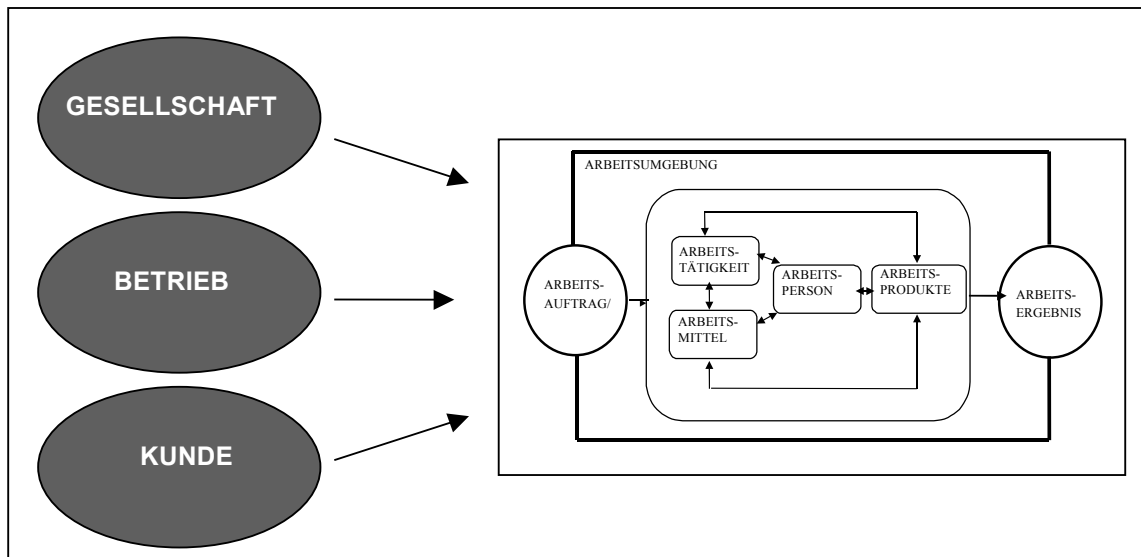 GESELLSCHAFT
BETRIEB
KUNDE
ARBEITSUMGEBUNG
ARBEITS-
AUFTRAG/
ARBEITS-
TÄTIGKEIT
ARBEITS-
MITTEL
ARBEITS-
PERSON
ARBEITS-
PRODUKTE
ARBEITS-
ERGEBNIS